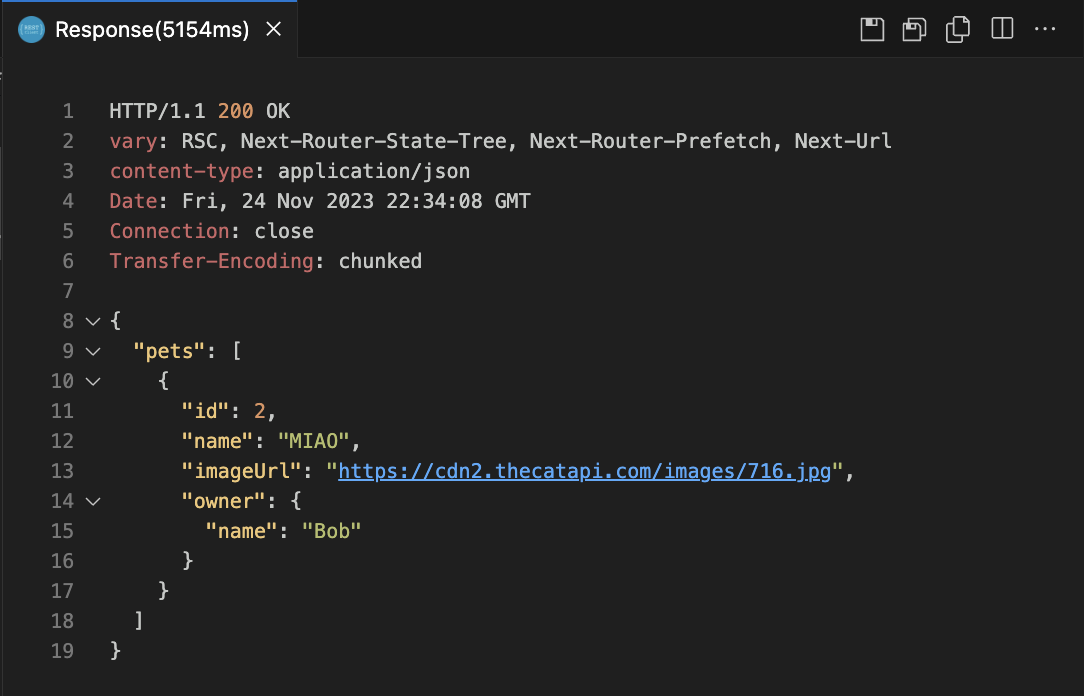 Response(5154ms)
1 HTTP/1.1 200 OK
2 vary: RSC, Next-Router-State-Tree, Next-Router-Prefetch, Next-Url
3 content-type: application/json
4 Date: Fri, 24 Nov 2023 22:34:08 GMT
5 Connection: close
6 Transfer-Encoding: chunked
7
8 {
9   "pets": [
10     {
11       "id": 2,
12       "name": "MIAO",
13       "imageUrl": "https://cdn2.thecatapi.com/images/716.jpg",
14       "owner": {
15         "name": "Bob"
16       }
17     }
18   ]
19 }